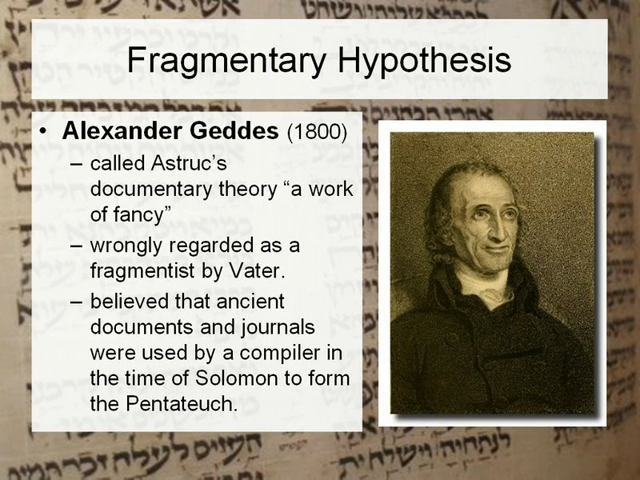 Fragmentary Hypothesis
• Alexander Geddes (1800)
– called Astruc’s
documentary theory “a work
of fancy”
– wrongly regarded as a
fragmentist by Vater.
– believed that ancient
documents and journals
were used by a compiler in
the time of Solomon to form
the Pentateuch.